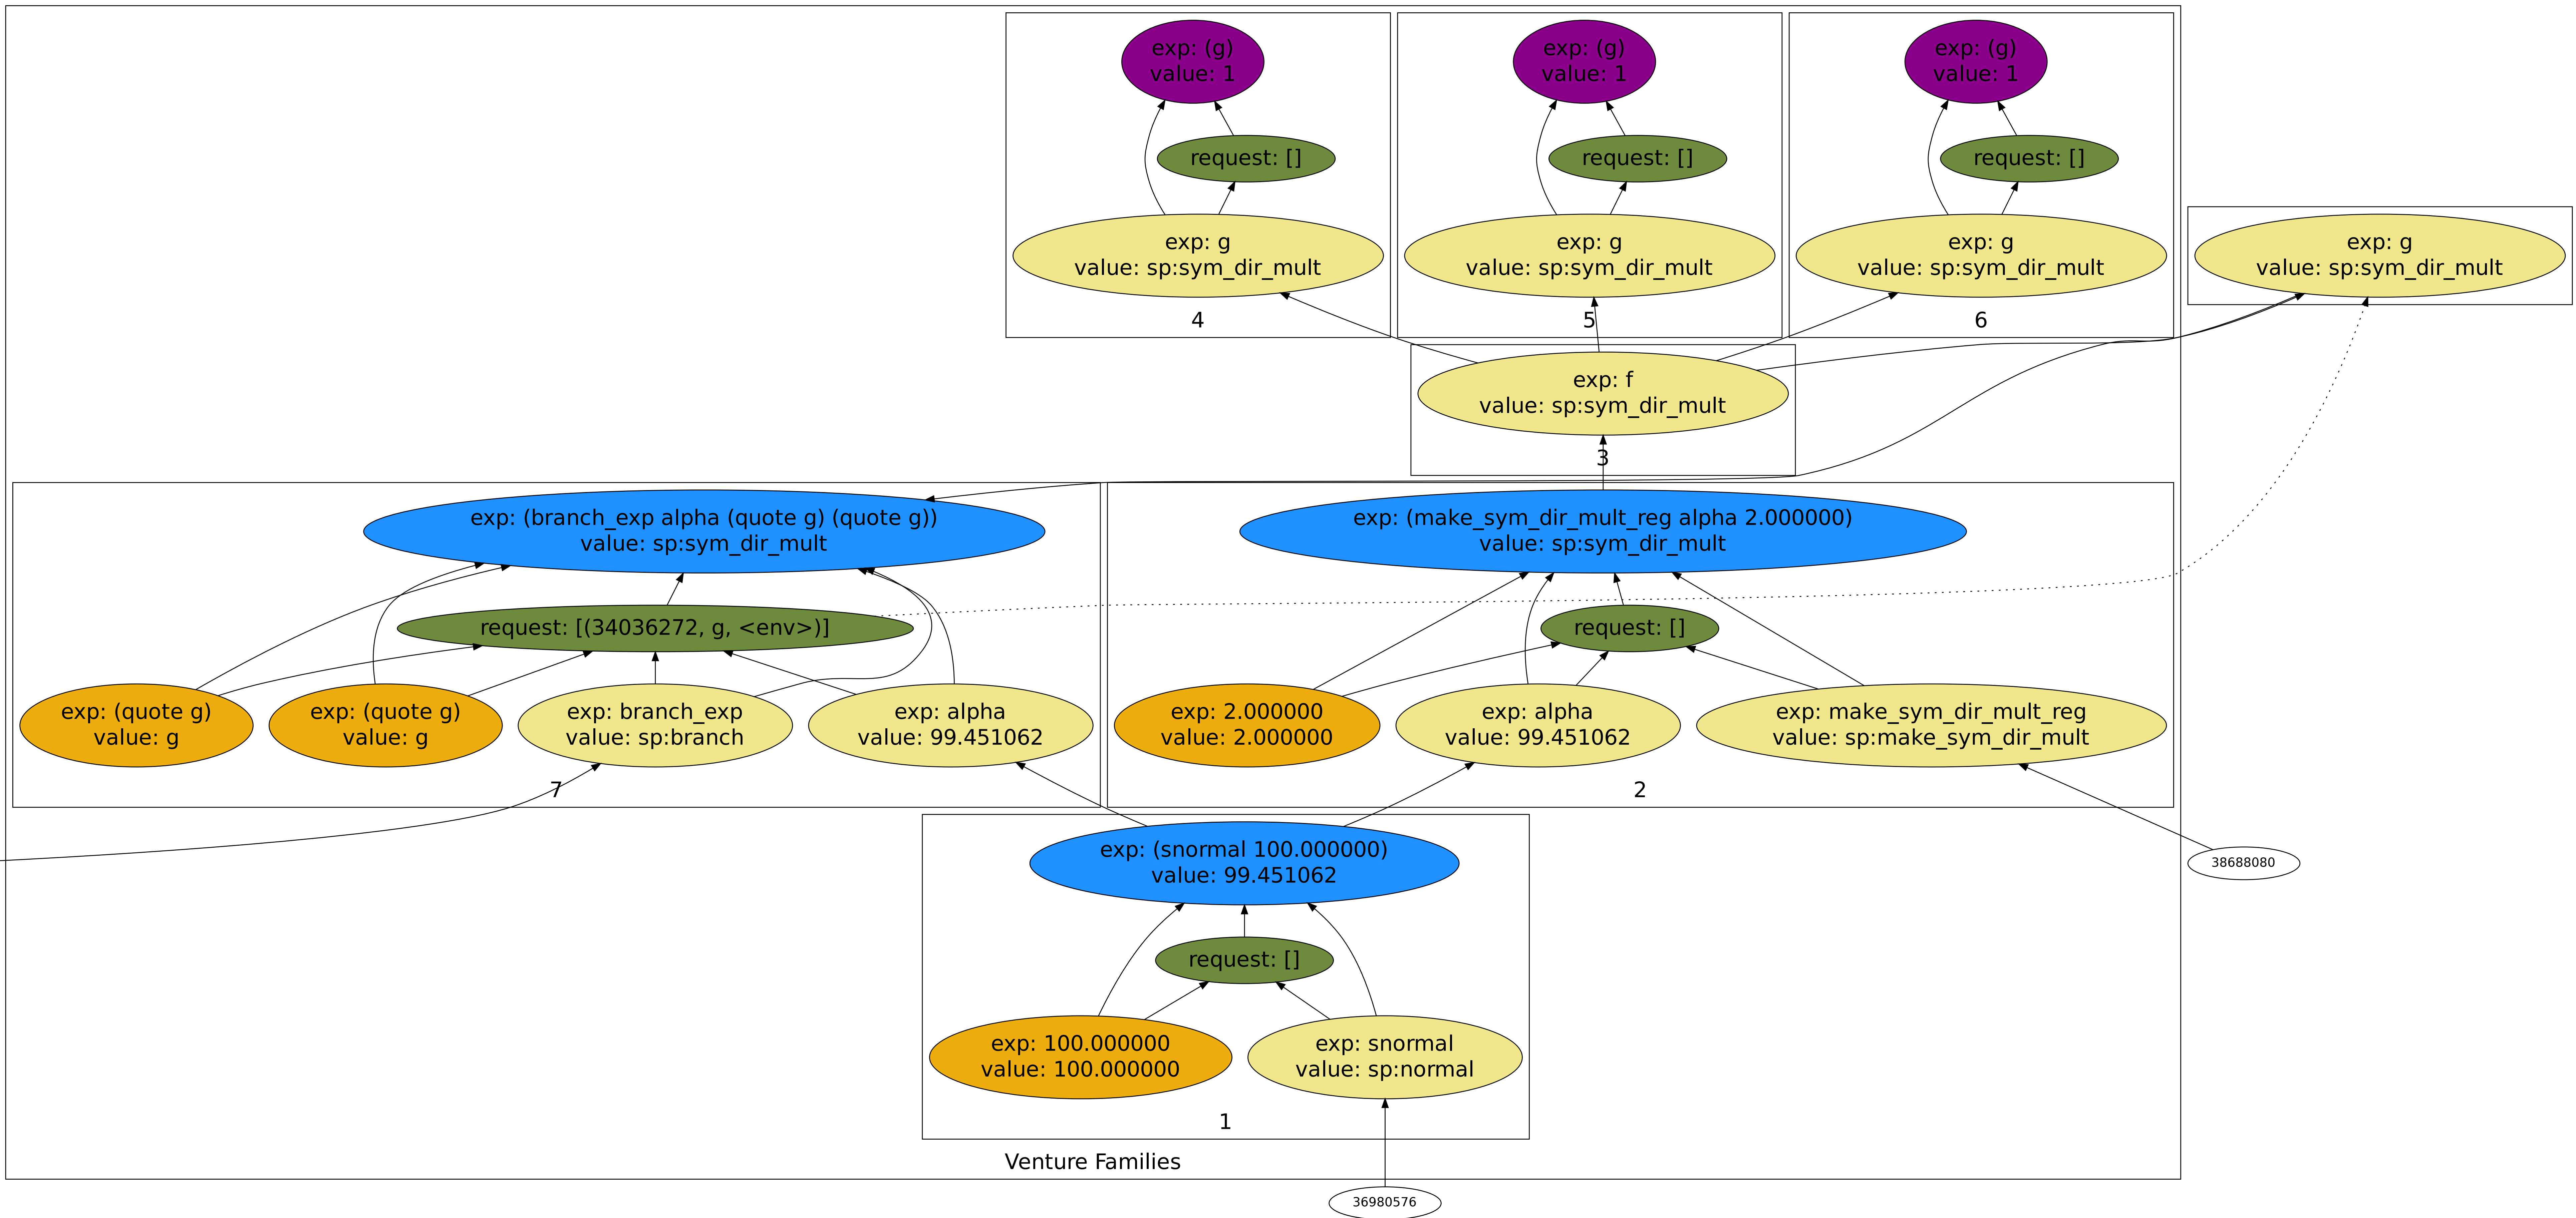 exp: (g)
value: 1
exp: (g)
value: 1
exp: (g)
value: 1
request: []
request: []
request: []
exp: g
value: sp:sym_dir_mult
exp: g
value: sp:sym_dir_mult
exp: g
value: sp:sym_dir_mult
exp: g
value: sp:sym_dir_mult
4
5
6
exp: f
value: sp:sym_dir_mult
3
exp: (branch_exp alpha (quote g) (quote g))
value: sp:sym_dir_mult
exp: (make_sym_dir_mult_reg alpha 2.000000)
value: sp:sym_dir_mult
request: [(34036272, g, <env>)]
request: []
exp: (quote g)
value: g
exp: (quote g)
value: g
exp: branch_exp
value: sp:branch
exp: alpha
value: 99.451062
exp: 2.000000
value: 2.000000
exp: alpha
value: 99.451062
exp: make_sym_dir_mult_reg
value: sp:make_sym_dir_mult
7
2
exp: (snormal 100.000000)
value: 99.451062
38688080
request: []
exp: 100.000000
value: 100.000000
exp: snormal
value: sp:normal
1
Venture Families
36980576